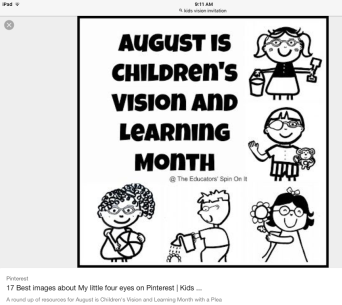 iPad
9:11 AM
kids vision invitation
AUGUST IS
CHILDREN'S
VISION AND
LEARNING
MONTH
@ The Educators' Spin On It
Pinterest
17 Best images about My little four eyes on Pinterest | Kids ...
A round up of resources for August is Children's Vision and Learning Month with a Plea